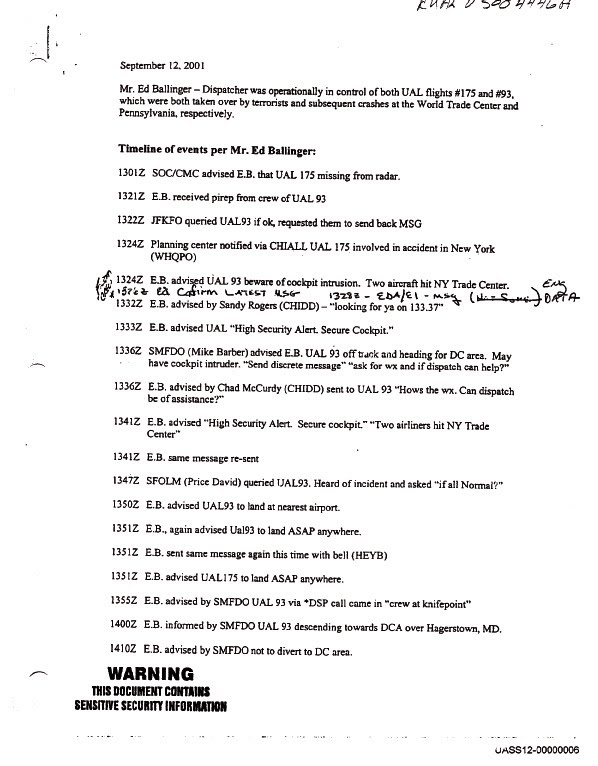 September 12, 2001
Mr. Ed Ballinger – Dispatcher was operationally in control of both UAL flights #175 and #93,
which were both taken over by terrorists and subsequent crashes at the World Trade Center and
Pennsylvania, respectively.
Timeline of events per Mr. Ed Ballinger:
1301Z SOC/CMC advised E.B. that UAL 175 missing from radar.
1321Z E.B. received pirep from crew of UAL 93
1322Z JFKFO queried UAL93 if ok, requested them to send back MSG
1324Z Planning center notified via CHIALL UAL 175 involved in accident in New York
(WHQPO)
1324Z E.B. advised UAL 93 beware of cockpit intrusion. Two aircraft hit NY Trade Center.
Confirm LATEST MSG 1328Z - MSG ENG DATA
1332Z E.B. advised by Sandy Rogers (CHIDD) – "looking for ya on 133.37"
1333Z E.B. advised UAL "High Security Alert. Secure Cockpit."
1336Z SMFDO (Mike Barber) advised E.B. UAL 93 off track and heading for DC area. May
have cockpit intruder. "Send discrete message" "ask for wx and if dispatch can help?"
1336Z E.B. advised by Chad McCurdy (CHIDD) sent to UAL 93 "Hows the wx. Can dispatch
be of assistance?"
1341Z E.B. advised "High Security Alert. Secure cockpit." "Two airliners hit NY Trade
Center"
1341Z E.B. same message re-sent
1347Z SFOLM (Price David) queried UAL93. Heard of incident and asked "if all Normal?"
1350Z E.B. advised UAL93 to land at nearest airport.
1351Z E.B., again advised Ual93 to land ASAP anywhere.
1351Z E.B. sent same message again this time with bell (HEYB)
1351Z E.B. advised UAL175 to land ASAP anywhere.
1355Z E.B. advised by SMFDO UAL 93 via *DSP call came in "crew at knifepoint"
1400Z E.B. informed by SMFDO UAL 93 descending towards DCA over Hagerstown, MD.
1410Z E.B. advised by SMFDO not to divert to DC area.
WARNING
THIS DOCUMENT CONTAINS
SENSITIVE SECURITY INFORMATION
UASS12-00000006